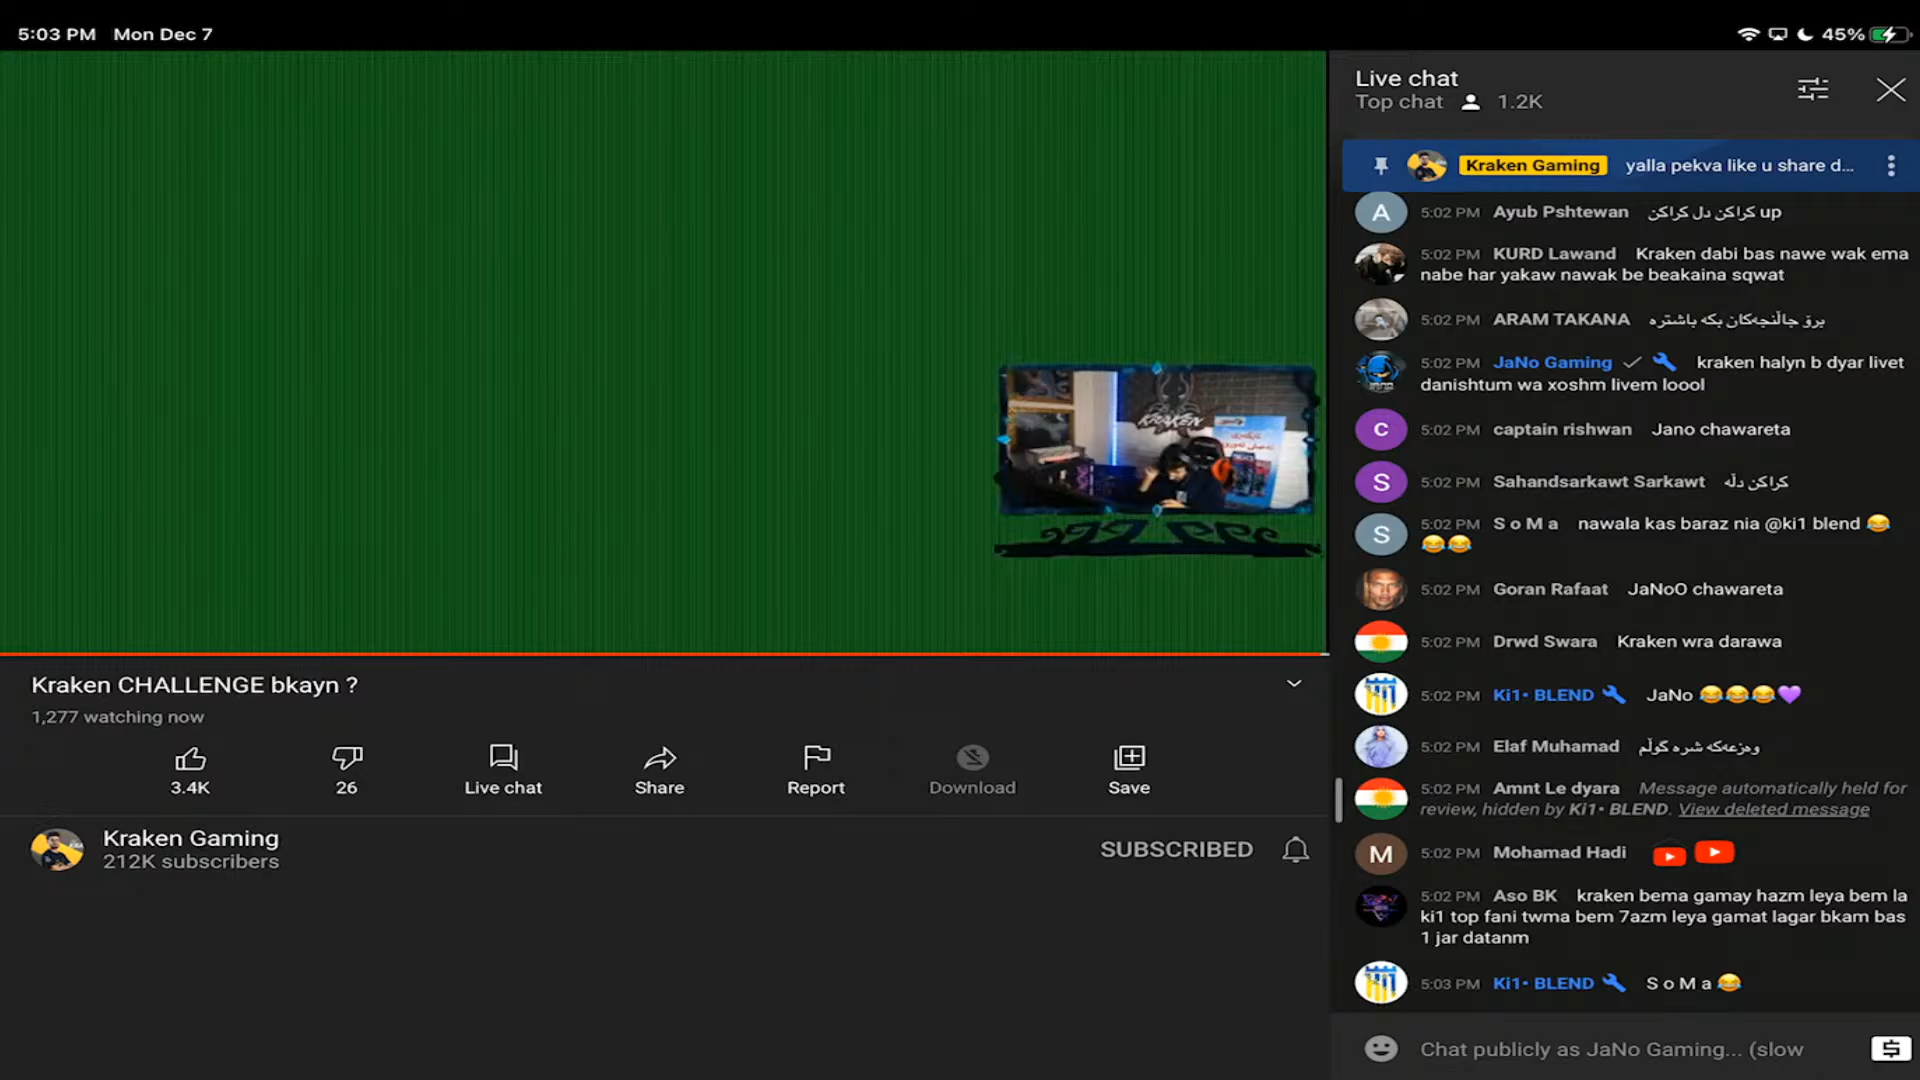 5:03 PM Mon Dec 7
45%
Live chat
Top chat 1.2K
Kraken Gaming yalla pekva like u share d...
A 5:02 PM Ayub Pshtewan کراکن دل کراکن up
5:02 PM KURD Lawand Kraken dabi bas nawe wak ema
nabe har yakaw nawak be beakaina sqwat
5:02 PM ARAM TAKANA برۆ جاڵنجەکان بکە باشترە
5:02 PM JaNo Gaming kraken halyn b dyar livet
danishtum wa xoshm livem loool
C 5:02 PM captain rishwan Jano chawareta
S 5:02 PM Sahandsarkawt Sarkawt کراکن دڵە
S 5:02 PM S o M a nawala kas baraz nia @ki1 blend 😂
😂😂
5:02 PM Goran Rafaat JaNoO chawareta
5:02 PM Drwd Swara Kraken wra darawa
5:02 PM Ki1• BLEND JaNo 😂😂😂💜
5:02 PM Elaf Muhamad وەزعەکە شرە گوڵم
5:02 PM Amnt Le dyara Message automatically held for
review, hidden by Ki1• BLEND. View deleted message
M 5:02 PM Mohamad Hadi
5:02 PM Aso BK kraken bema gamay hazm leya bem la
ki1 top fani twma bem 7azm leya gamat lagar bkam bas
1 jar datanm
5:03 PM Ki1• BLEND S o M a 😂
Chat publicly as JaNo Gaming... (slow
KRAKEN
Kraken CHALLENGE bkayn ?
1,277 watching now
3.4K 26 Live chat Share Report Download Save
Kraken Gaming
212K subscribers
SUBSCRIBED